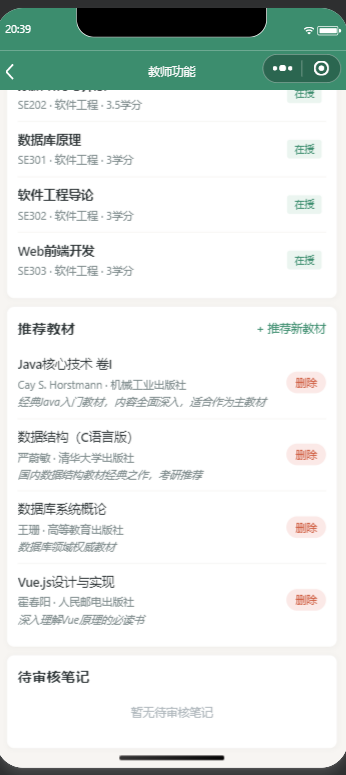 20:39
教师功能
SE202 · 软件工程 · 3.5学分
在授
数据库原理
SE301 · 软件工程 · 3学分
在授
软件工程导论
SE302 · 软件工程 · 3学分
在授
Web前端开发
SE303 · 软件工程 · 3学分
在授
推荐教材
+ 推荐新教材
Java核心技术 卷I
Cay S. Horstmann · 机械工业出版社
经典Java入门教材，内容全面深入，适合作为主教材
删除
数据结构（C语言版）
严蔚敏 · 清华大学出版社
国内数据结构教材经典之作，考研推荐
删除
数据库系统概论
王珊 · 高等教育出版社
数据库领域权威教材
删除
Vue.js设计与实现
霍春阳 · 人民邮电出版社
深入理解Vue原理的必读书
删除
待审核笔记
暂无待审核笔记